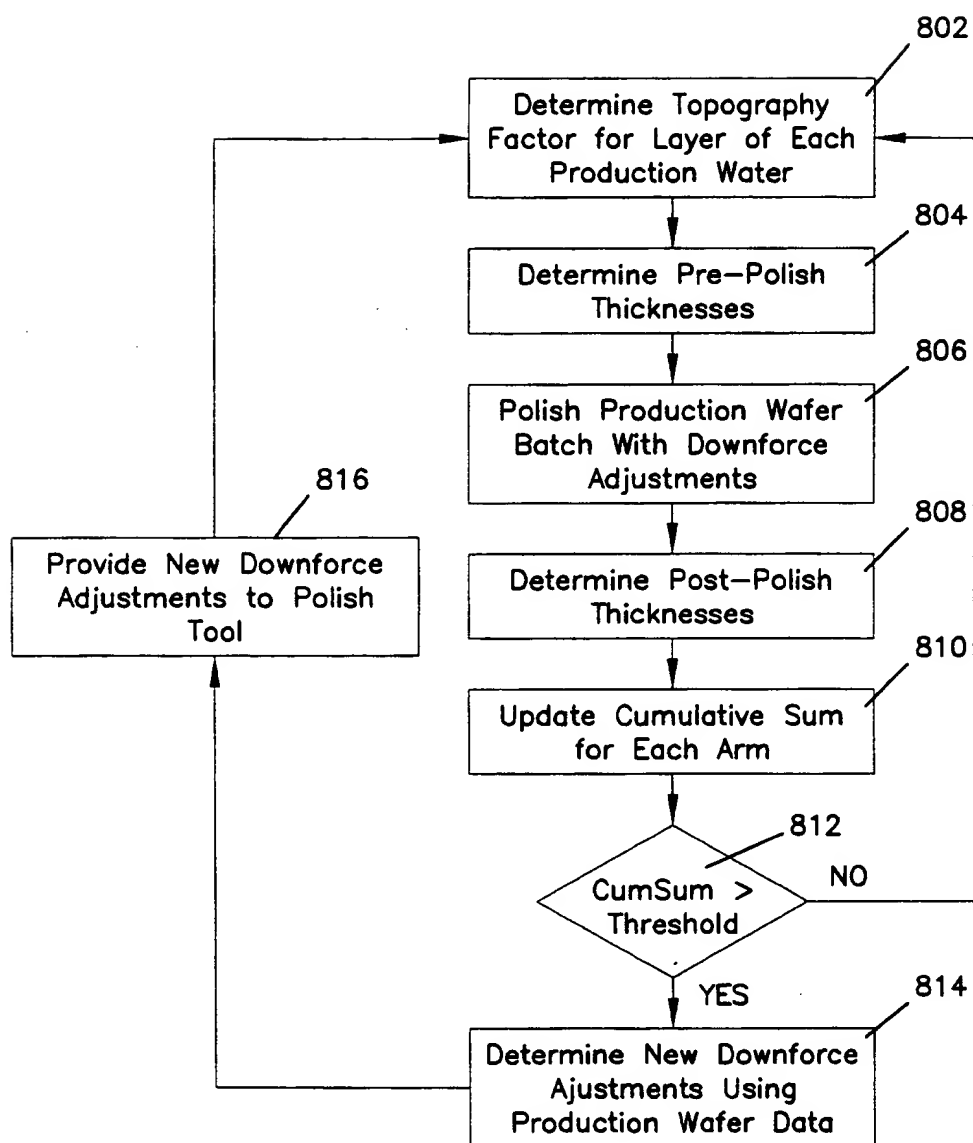 802
Determine Topography
Factor for Layer of Each
Production Water
804
Determine Pre-Polish
Thicknesses
806
Polish Production Wafer
Batch With Downforce
Adjustments
816
Provide New Downforce
Adjustments to Polish
Tool
808
Determine Post-Polish
Thicknesses
810
Update Cumulative Sum
for Each Arm
812
CumSum >
Threshold
NO
YES
814
Determine New Downforce
Ajustments Using
Production Wafer Data